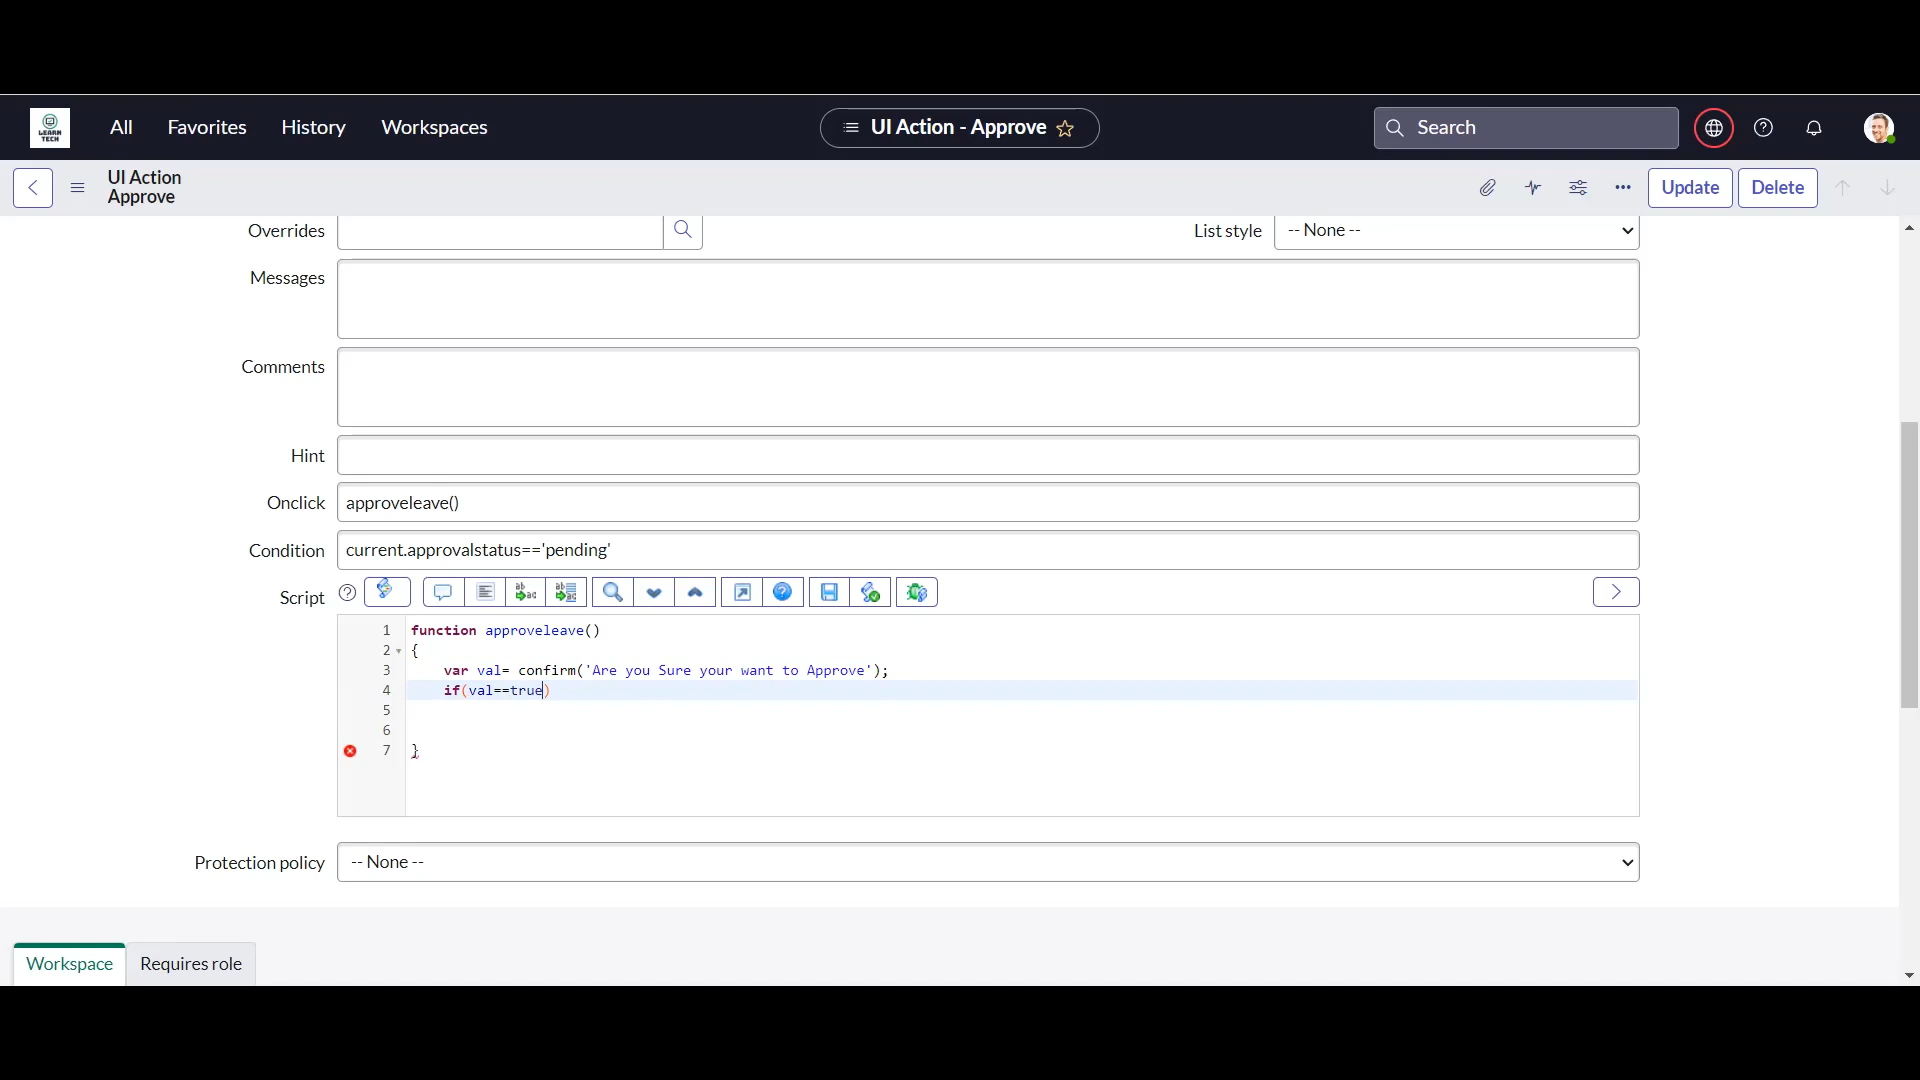 LEARN
TECH
All
Favorites
History
Workspaces
UI Action - Approve
Search
UI Action
Approve
Update
Delete
Overrides
List style
-- None --
Messages
Comments
Hint
Onclick
approveleave()
Condition
current.approvalstatus=='pending'
Script
1 function approveleave()
2 {
3 var val= confirm('Are you Sure your want to Approve');
4 if(val==true)
5
6
7 }
Protection policy
-- None --
Workspace
Requires role